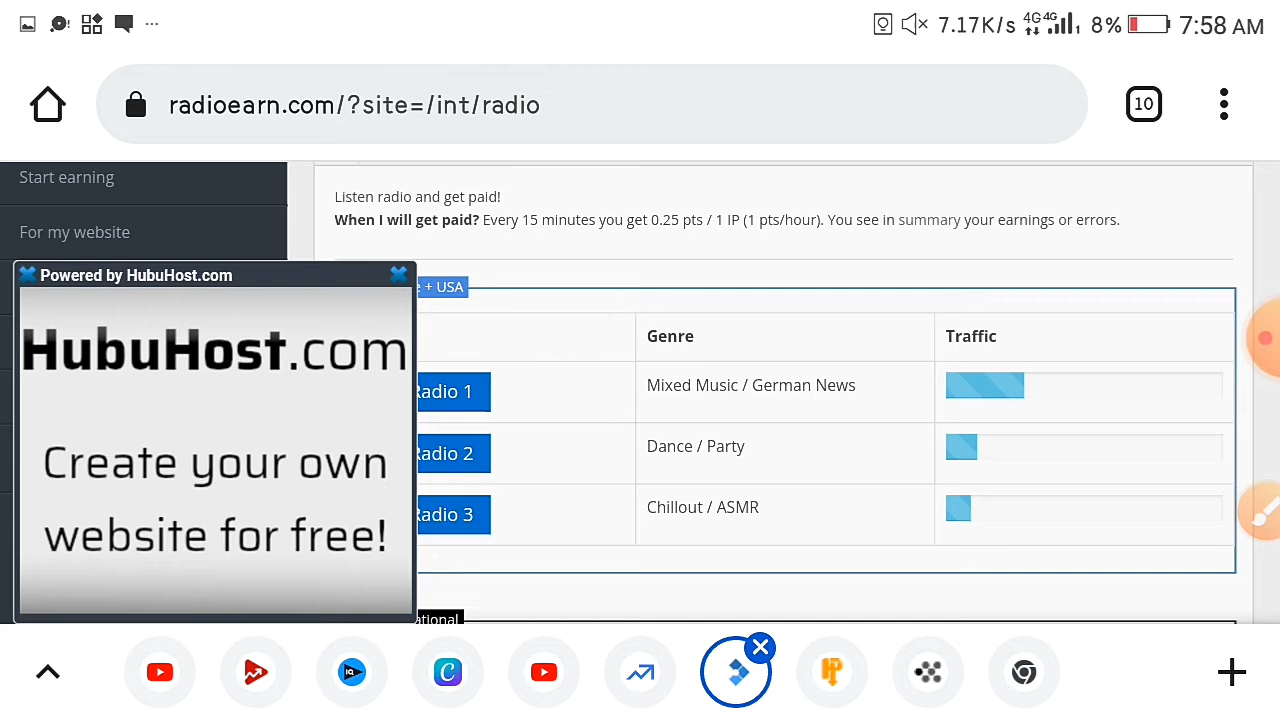 7.17K/s 4G 4G 1 8% 7:58 AM
radioearn.com/?site=/int/radio
10
Start earning
For my website
Listen radio and get paid!
When I will get paid? Every 15 minutes you get 0.25 pts / 1 IP (1 pts/hour). You see in summary your earnings or errors.
Powered by HubuHost.com
HubuHost.com
Create your own
website for free!
+ USA
Genre
Traffic
Radio 1
Mixed Music / German News
Radio 2
Dance / Party
Radio 3
Chillout / ASMR